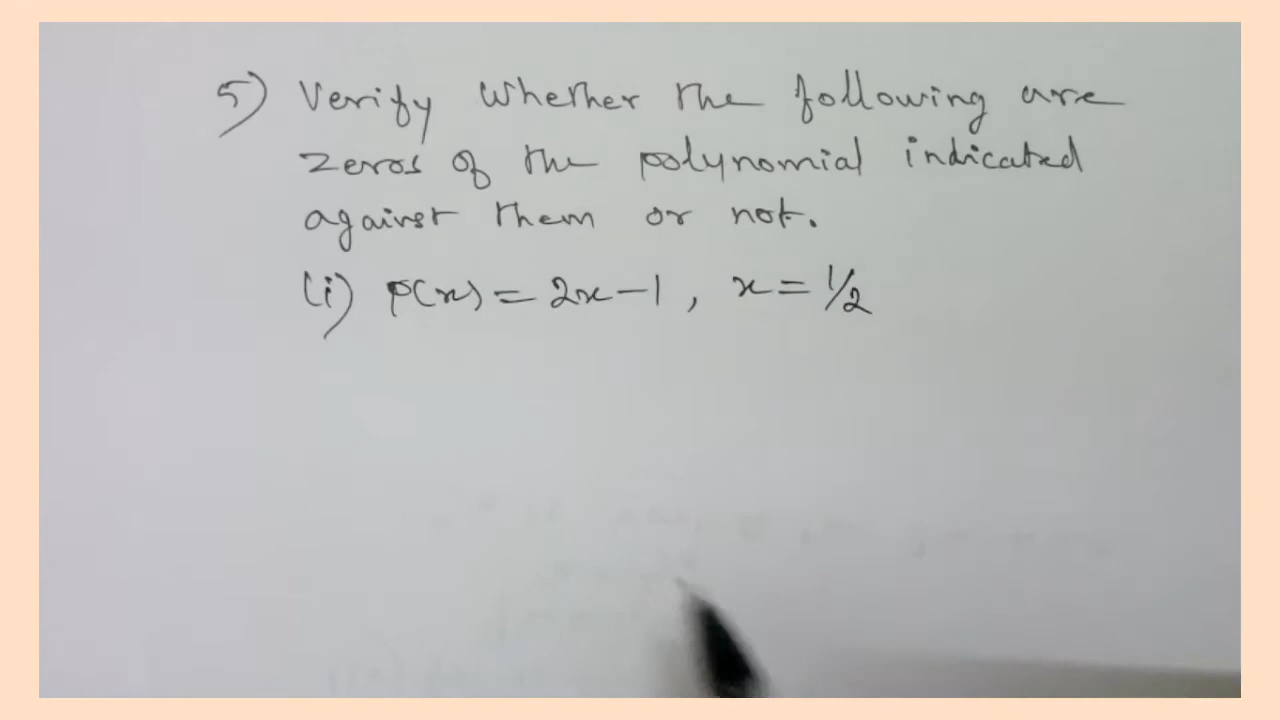 5) Verify whether the following are
zeros of the polynomial indicated
against them or not.
(i) p(x) = 2x-1, x = 1/2